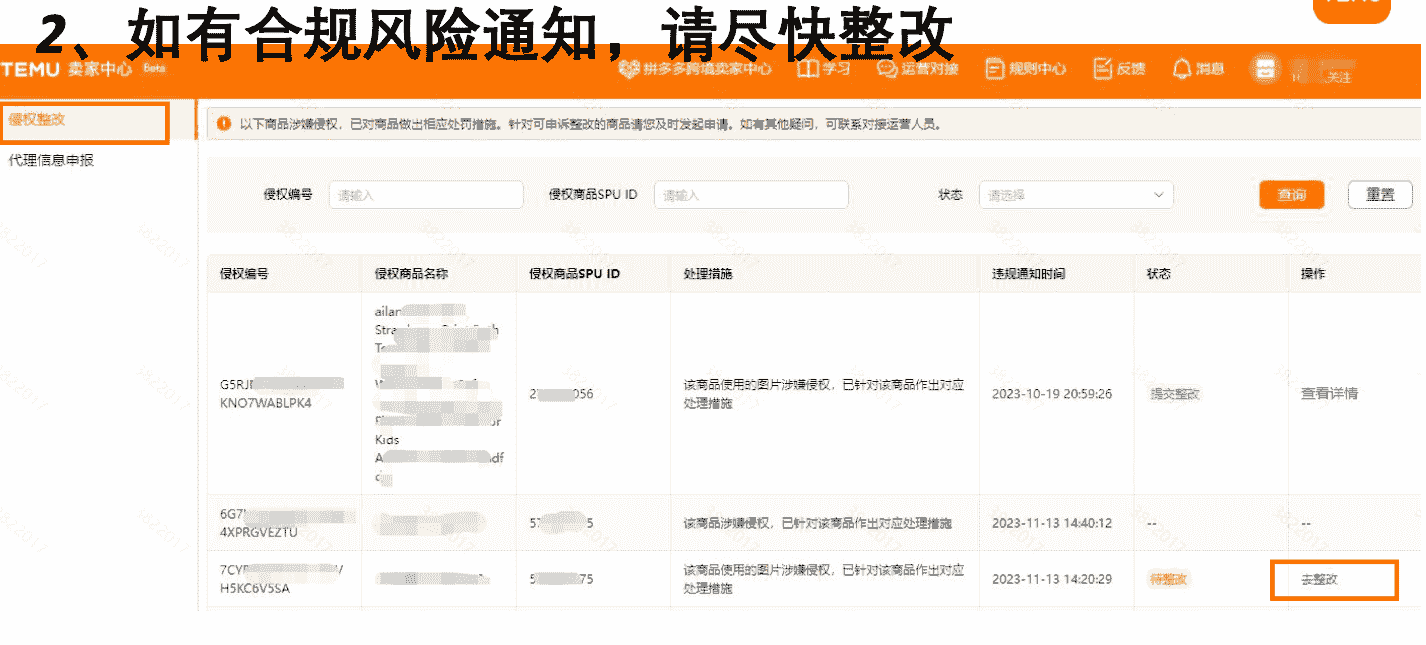 2、如有合规风险通知，请尽快整改
TEMU 卖家中心 Beta
拼多多跨境卖家中心 学习 运营对接 规则中心 反馈 消息 关注
侵权整改
代理信息申报
以下商品涉嫌侵权，已对商品做出相应处罚措施。针对可申诉整改的商品请您及时发起申请。如有其他疑问，可联系对接运营人员。
侵权编号 请输入 侵权商品SPU ID 请输入 状态 请选择 查询 重置
侵权编号 侵权商品名称 侵权商品SPU ID 处理措施 违规通知时间 状态 操作
G5RJ
KNO7WABLPK4
ailan
Kids
056
该商品使用的图片涉嫌侵权，已针对该商品作出对应
处理措施
2023-10-19 20:59:26
提交整改
查看详情
6G7
4XPRGVEZTU
5
该商品涉嫌侵权，已针对该商品作出对应处理措施
2023-11-13 14:40:12
--
--
7CY
H5KC6V5SA
75
该商品使用的图片涉嫌侵权，已针对该商品作出对应
处理措施
2023-11-13 14:20:29
待整改
去整改